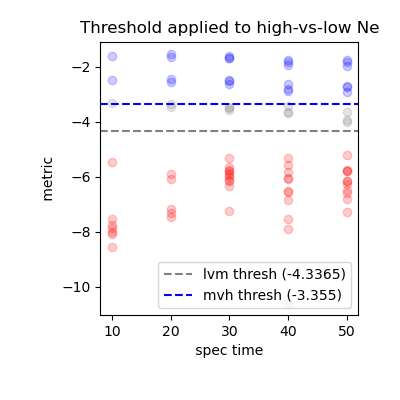 Threshold applied to high-vs-low Ne
−2
−4
−6
−8
−10
metric
lvm thresh (-4.3365)
mvh thresh (-3.355)
10 20 30 40 50
spec time